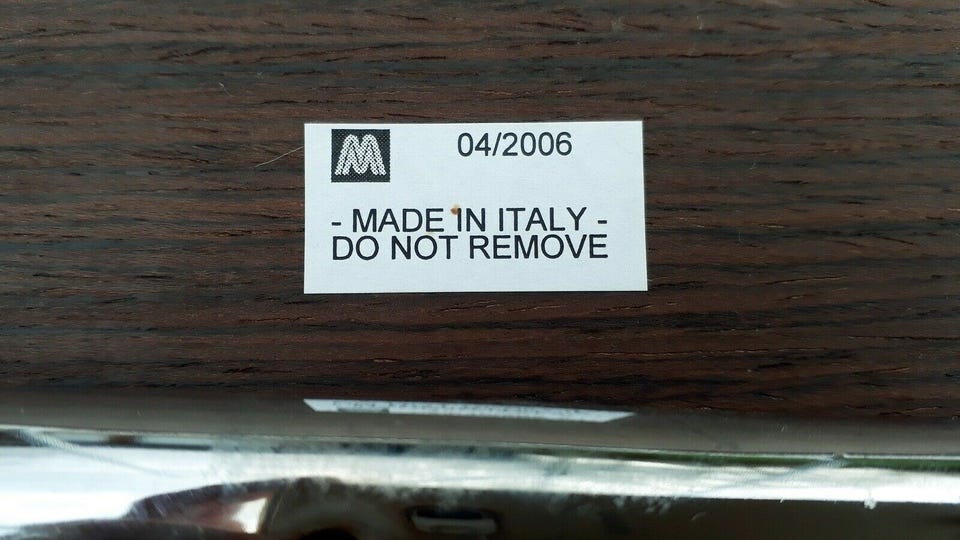 M 04/2006
- MADE IN ITALY -
DO NOT REMOVE